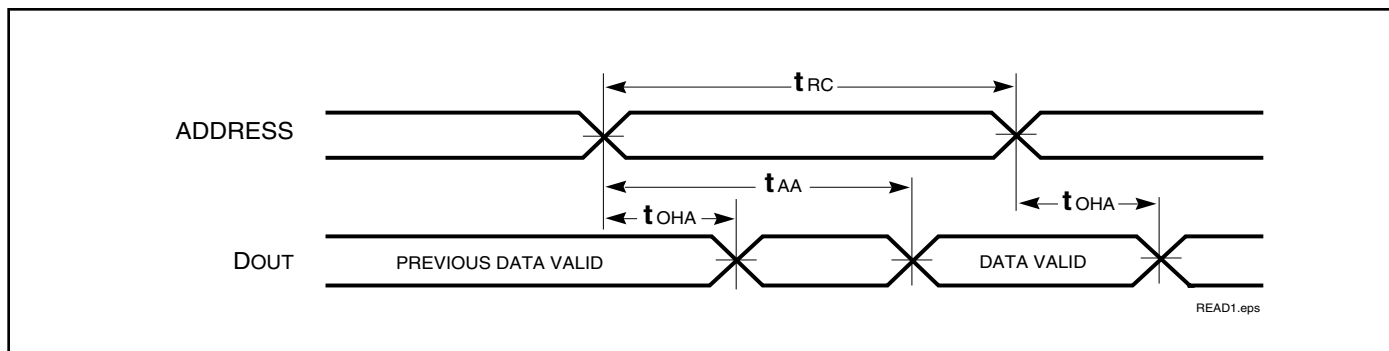 tRC
ADDRESS
tAA
tOHA
tOHA
DOUT
PREVIOUS DATA VALID
DATA VALID
READ1.eps